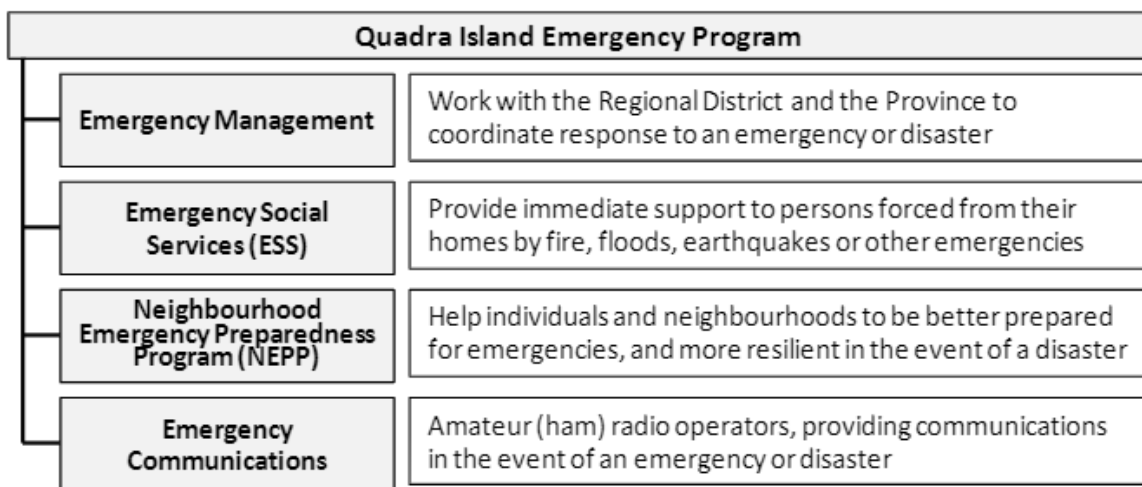 Quadra Island Emergency Program
Emergency Management
Work with the Regional District and the Province to
coordinate response to an emergency or disaster
Emergency Social
Services (ESS)
Provide immediate support to persons forced from their
homes by fire, floods, earthquakes or other emergencies
Neighbourhood
Emergency Preparedness
Program (NEPP)
Help individuals and neighbourhoods to be better prepared
for emergencies, and more resilient in the event of a disaster
Emergency
Communications
Amateur (ham) radio operators, providing communications
in the event of an emergency or disaster